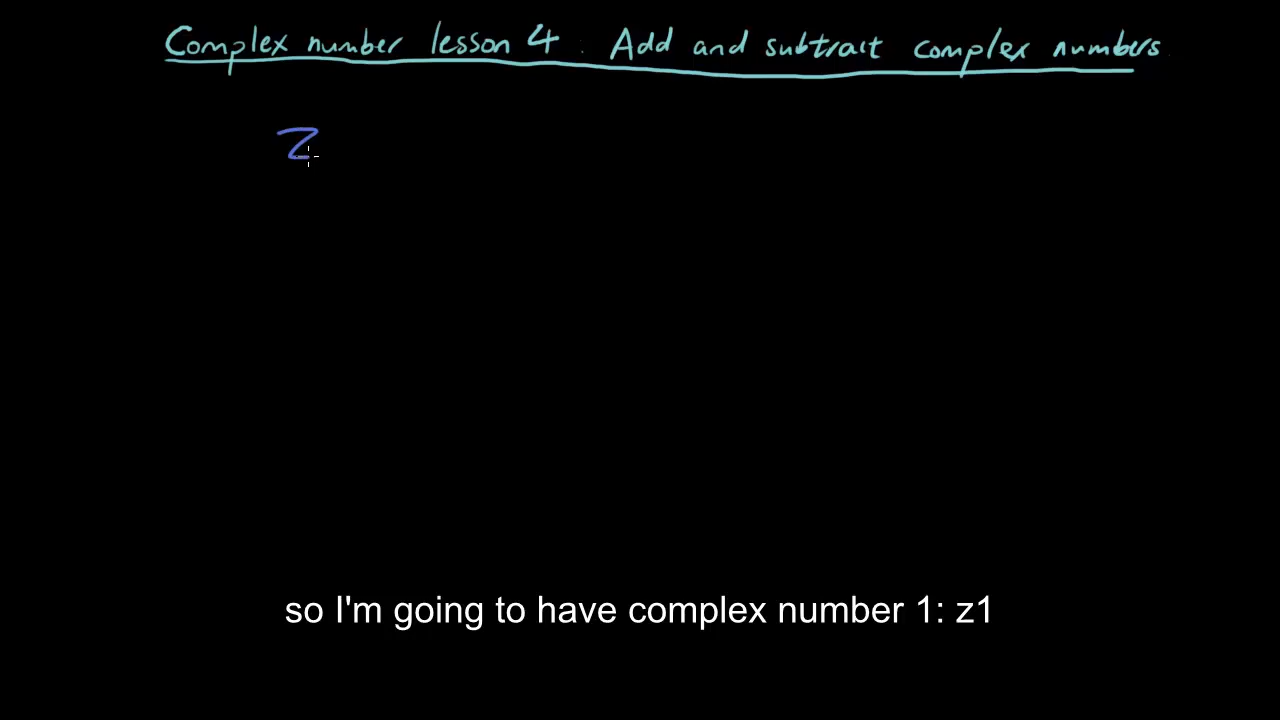 Complex number lesson 4 : Add and subtract complex numbers
Z
so I'm going to have complex number 1: z1